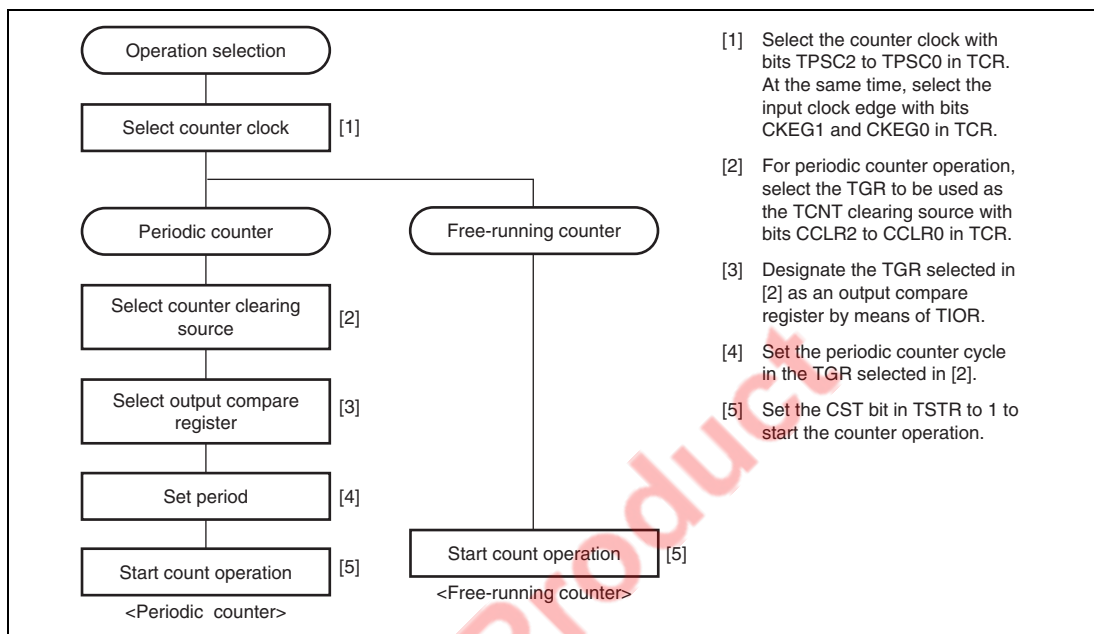 Operation selection
Select counter clock
[1]
Periodic counter
Free-running counter
Select counter clearing
source
[2]
Select output compare
register
[3]
Set period
[4]
Start count operation
[5]
<Periodic counter>
Start count operation
[5]
<Free-running counter>
[1] Select the counter clock with
bits TPSC2 to TPSC0 in TCR.
At the same time, select the
input clock edge with bits
CKEG1 and CKEG0 in TCR.
[2] For periodic counter operation,
select the TGR to be used as
the TCNT clearing source with
bits CCLR2 to CCLR0 in TCR.
[3] Designate the TGR selected in
[2] as an output compare
register by means of TIOR.
[4] Set the periodic counter cycle
in the TGR selected in [2].
[5] Set the CST bit in TSTR to 1 to
start the counter operation.
Product